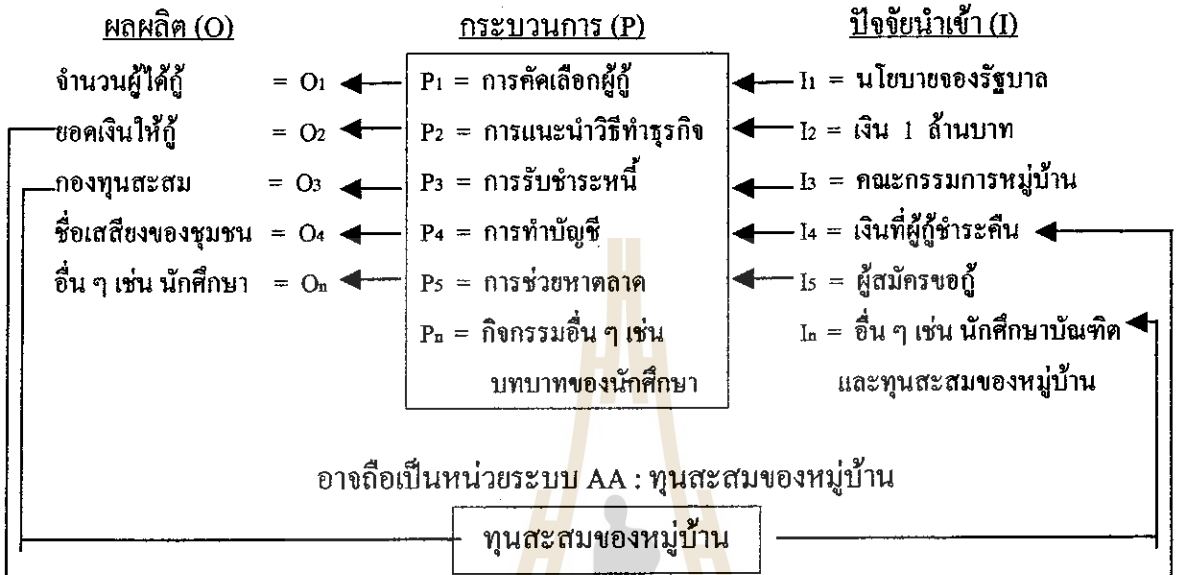 ผลผลิต (O) กระบวนการ (P) ปัจจัยนำเข้า (I)
จำนวนผู้ได้กู้ = O1 P1 = การคัดเลือกผู้กู้ I1 = นโยบายของรัฐบาล
ยอดเงินให้กู้ = O2 P2 = การแนะนำวิธีทำธุรกิจ I2 = เงิน 1 ล้านบาท
กองทุนสะสม = O3 P3 = การรับชำระหนี้ I3 = คณะกรรมการหมู่บ้าน
ชื่อเสสียงของชุมชน = O4 P4 = การทำบัญชี I4 = เงินที่ผู้กู้ชำระคืน
อื่น ๆ เช่น นักศึกษา = On P5 = การช่วยหาตลาด I5 = ผู้สมัครขอกู้
Pn = กิจกรรมอื่น ๆ เช่น In = อื่น ๆ เช่น นักศึกษาบัณฑิต
บทบาทของนักศึกษา และทุนสะสมของหมู่บ้าน
อาจถือเป็นหน่วยระบบ AA : ทุนสะสมของหมู่บ้าน
ทุนสะสมของหมู่บ้าน